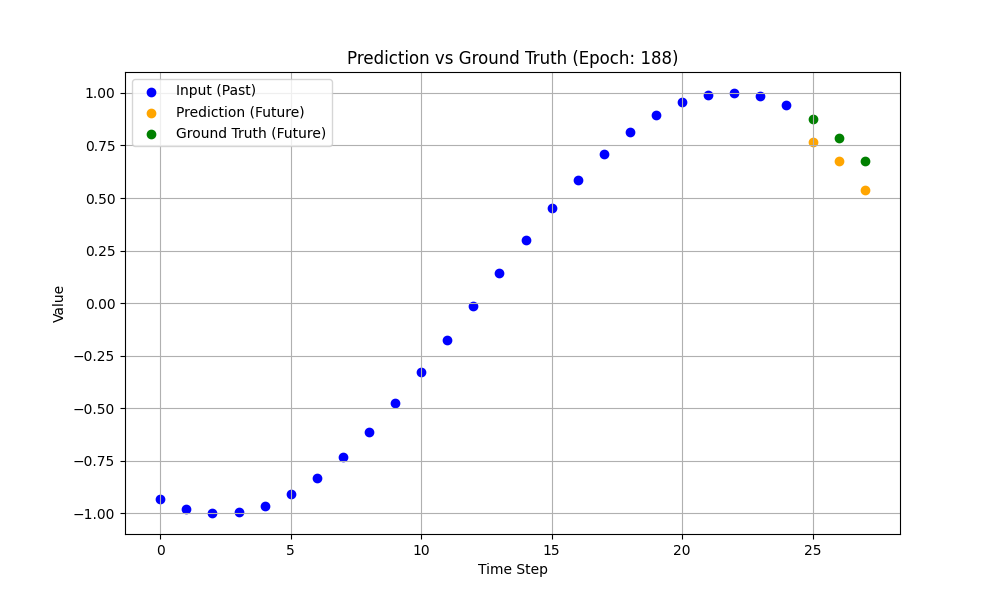 Prediction vs Ground Truth (Epoch: 188)
Input (Past)
Prediction (Future)
Ground Truth (Future)
1.00
0.75
0.50
0.25
0.00
−0.25
−0.50
−0.75
−1.00
Value
0 5 10 15 20 25
Time Step